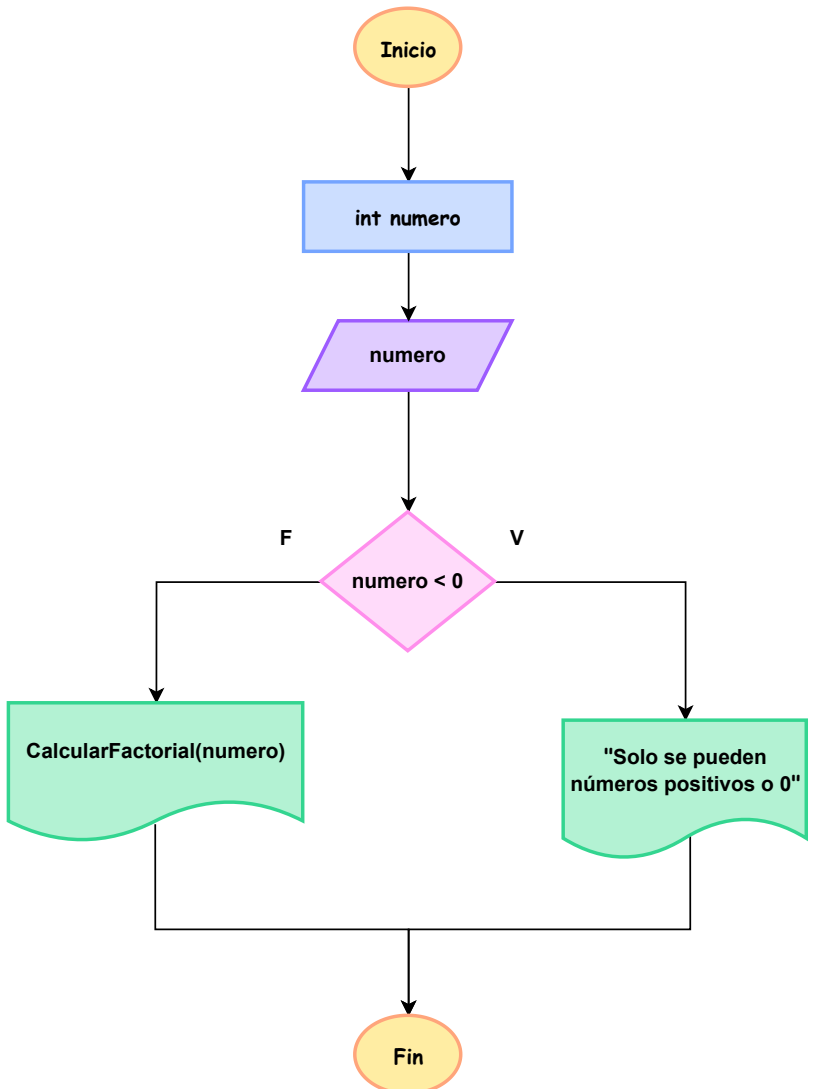 Inicio
int numero
numero
F
V
numero < 0
CalcularFactorial(numero)
"Solo se pueden
números positivos o 0"
Fin